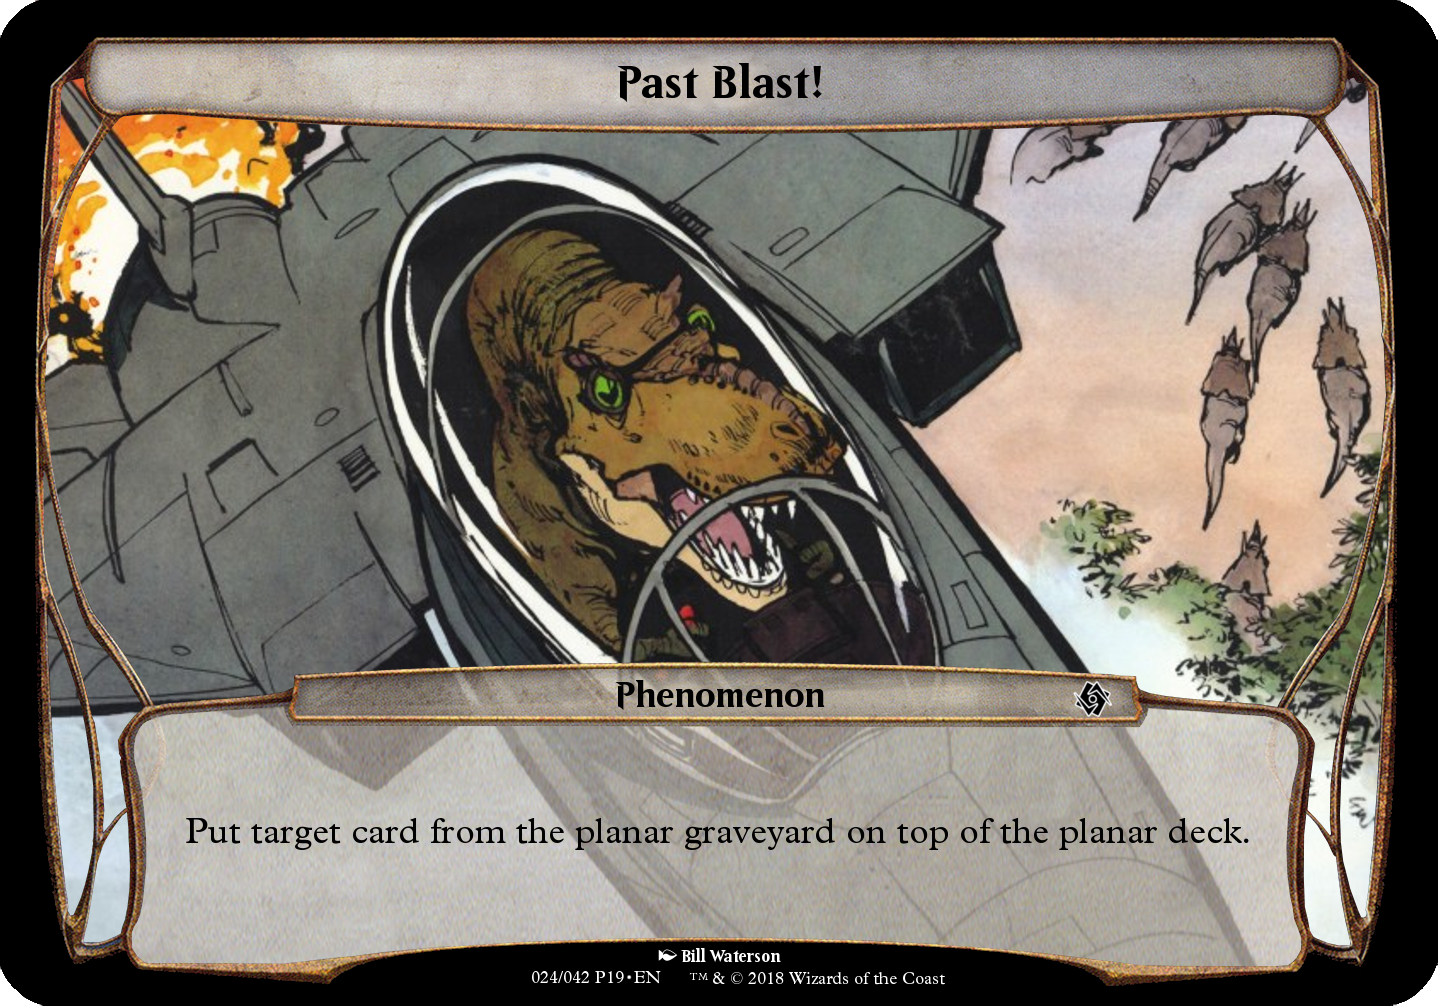 Past Blast!
Phenomenon
Put target card from the planar graveyard on top of the planar deck.
Bill Waterson
024/042 P19•EN ™ & © 2018 Wizards of the Coast